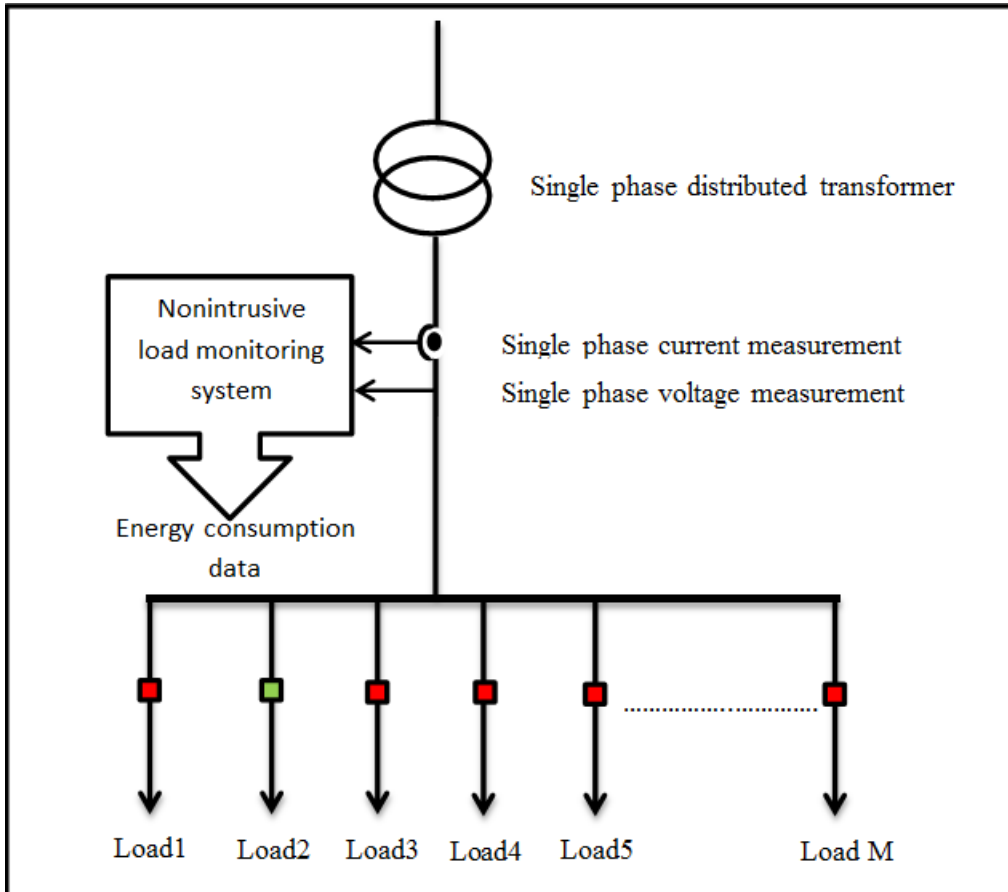 Single phase distributed transformer
Nonintrusive
load monitoring
system
Single phase current measurement
Single phase voltage measurement
Energy consumption
data
Load1
Load2
Load3
Load4
Load5
Load M